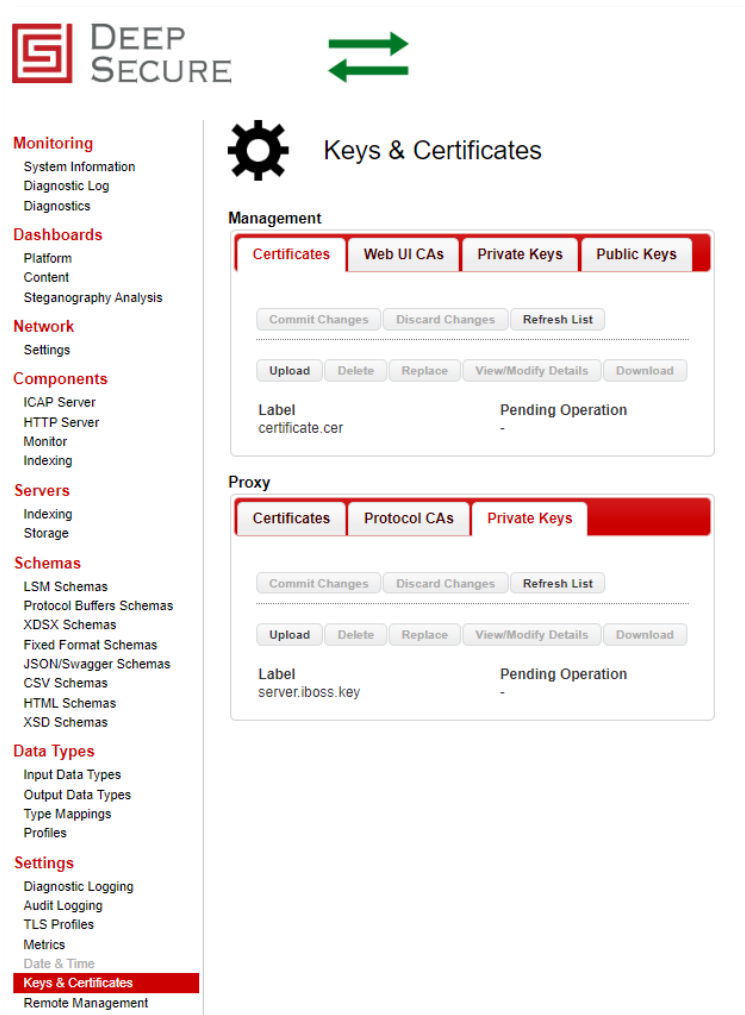 DEEP
SECURE
Monitoring
System Information
Diagnostic Log
Diagnostics
Dashboards
Platform
Content
Steganography Analysis
Network
Settings
Components
ICAP Server
HTTP Server
Monitor
Indexing
Servers
Indexing
Storage
Schemas
LSM Schemas
Protocol Buffers Schemas
XDSX Schemas
Fixed Format Schemas
JSON/Swagger Schemas
CSV Schemas
HTML Schemas
XSD Schemas
Data Types
Input Data Types
Output Data Types
Type Mappings
Profiles
Settings
Diagnostic Logging
Audit Logging
TLS Profiles
Metrics
Date & Time
Keys & Certificates
Remote Management
Keys & Certificates
Management
Certificates Web UI CAs Private Keys Public Keys
Commit Changes Discard Changes Refresh List
Upload Delete Replace View/Modify Details Download
Label Pending Operation
certificate.cer -
Proxy
Certificates Protocol CAs Private Keys
Commit Changes Discard Changes Refresh List
Upload Delete Replace View/Modify Details Download
Label Pending Operation
server.iboss.key -